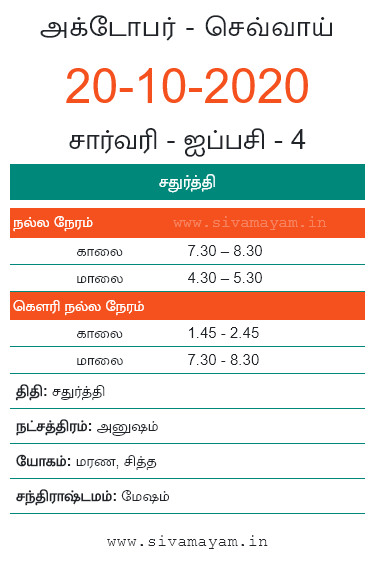 அக்டோபர் - செவ்வாய்
20-10-2020
சார்வரி - ஐப்பசி - 4
சதுர்த்தி
நல்ல நேரம் www.sivamayam.in
காலை 7.30 – 8.30
மாலை 4.30 – 5.30
கௌரி நல்ல நேரம்
காலை 1.45 - 2.45
மாலை 7.30 - 8.30
திதி: சதுர்த்தி
நட்சத்திரம்: அனுஷம்
யோகம்: மரண, சித்த
சந்திராஷ்டமம்: மேஷம்
www.sivamayam.in